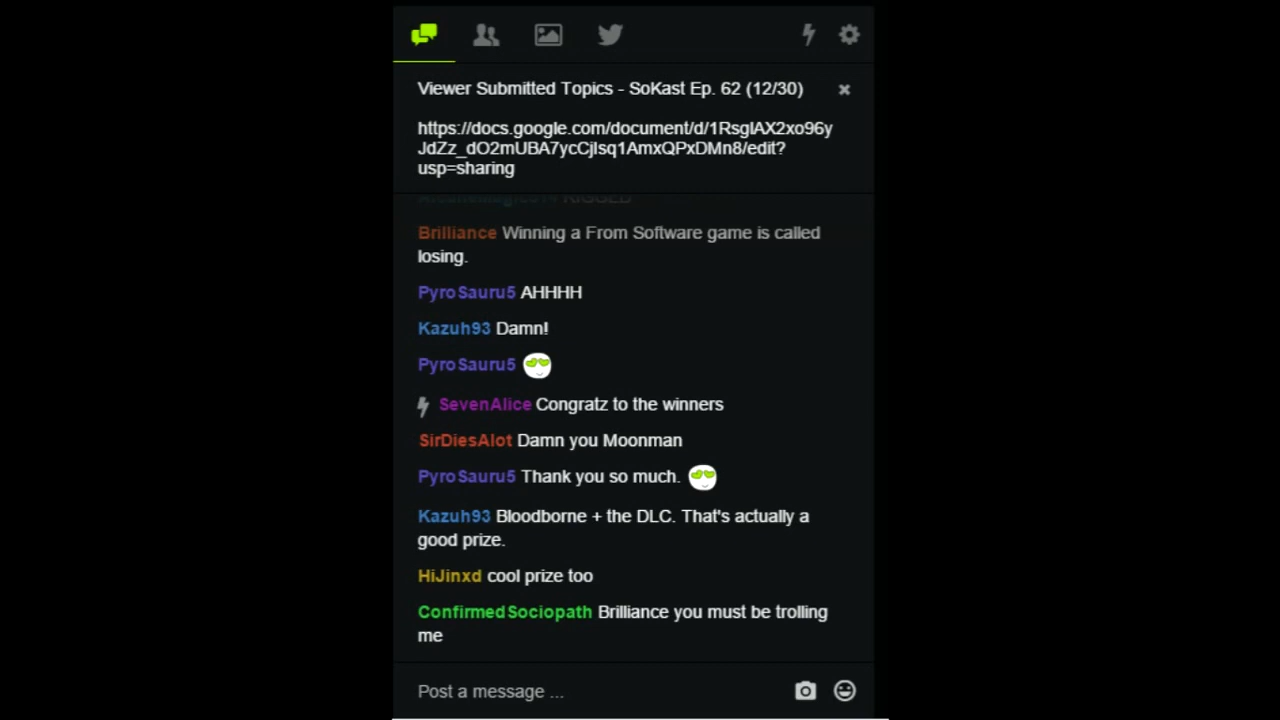 Viewer Submitted Topics - SoKast Ep. 62 (12/30)
https://docs.google.com/document/d/1RsglAX2xo96y
JdZz_dO2mUBA7ycCjlsq1AmxQPxDMn8/edit?
usp=sharing
RIGGED
Brilliance Winning a From Software game is called
losing.
PyroSauru5 AHHHH
Kazuh93 Damn!
PyroSauru5
SevenAlice Congratz to the winners
SirDiesAlot Damn you Moonman
PyroSauru5 Thank you so much.
Kazuh93 Bloodborne + the DLC. That's actually a
good prize.
HiJinxd cool prize too
ConfirmedSociopath Brilliance you must be trolling
me
Post a message ...